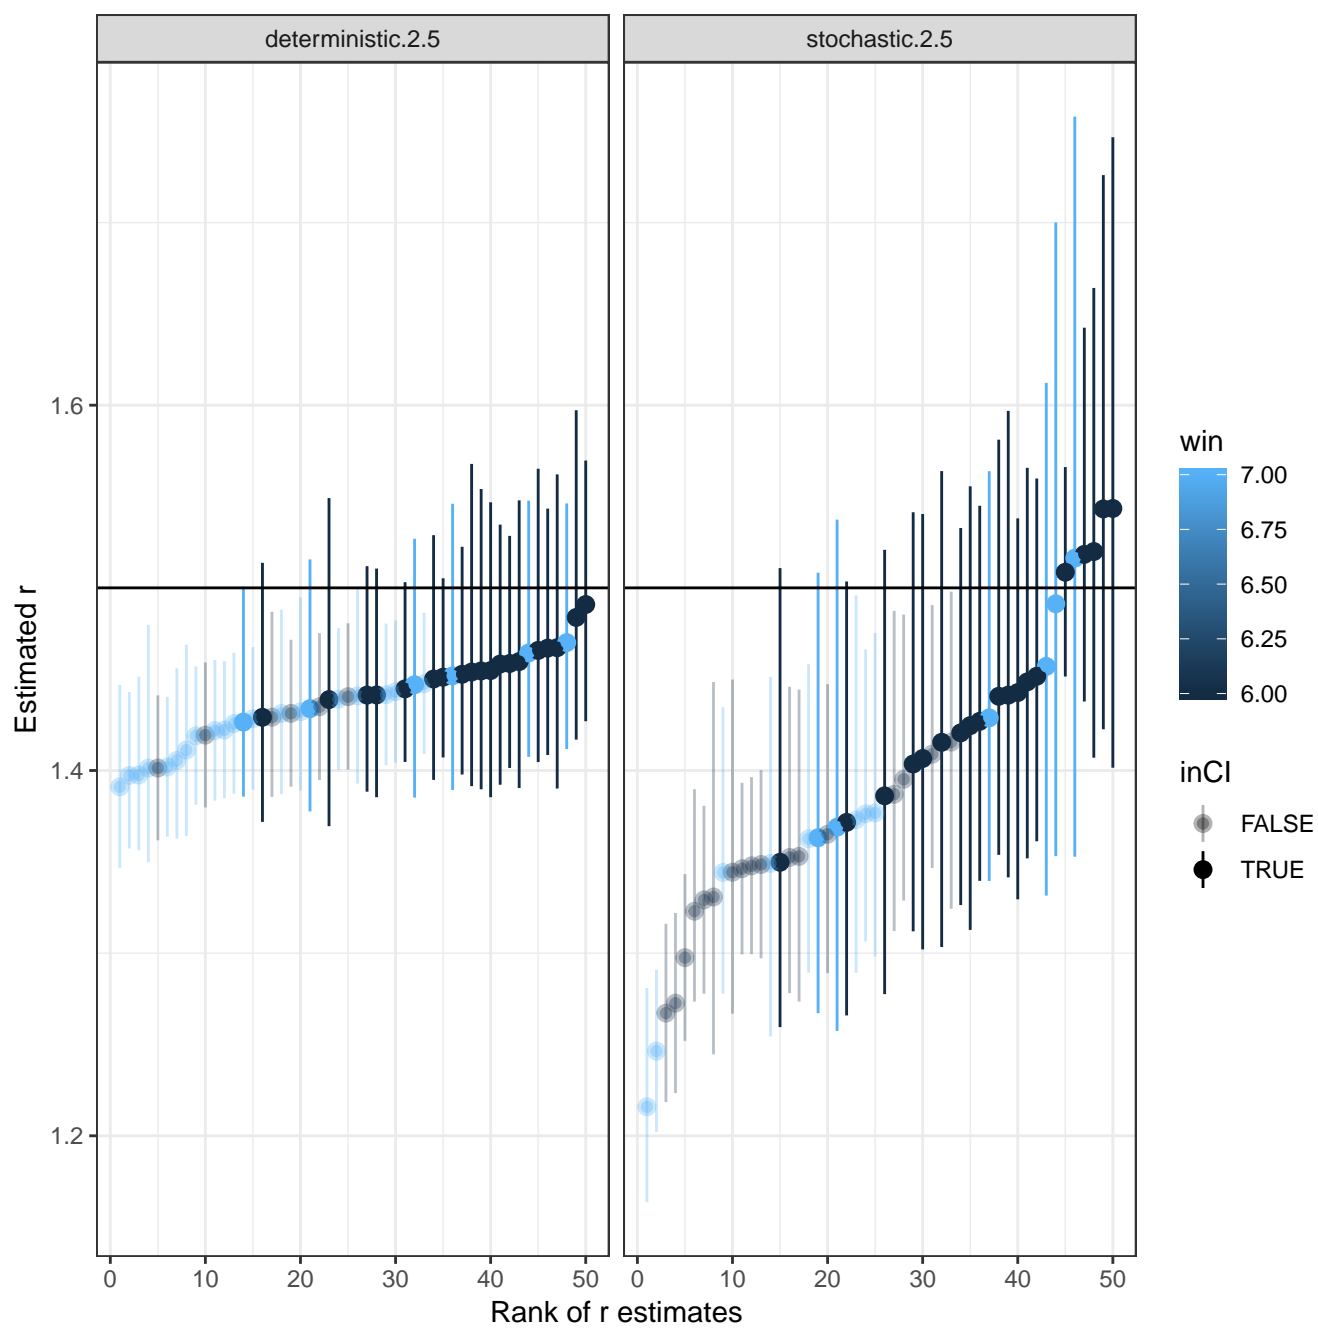 deterministic.2.5
stochastic.2.5
Estimated r
1.6
1.4
1.2
0 10 20 30 40 50
0 10 20 30 40 50
Rank of r estimates
win
7.00
6.75
6.50
6.25
6.00
inCI
FALSE
TRUE